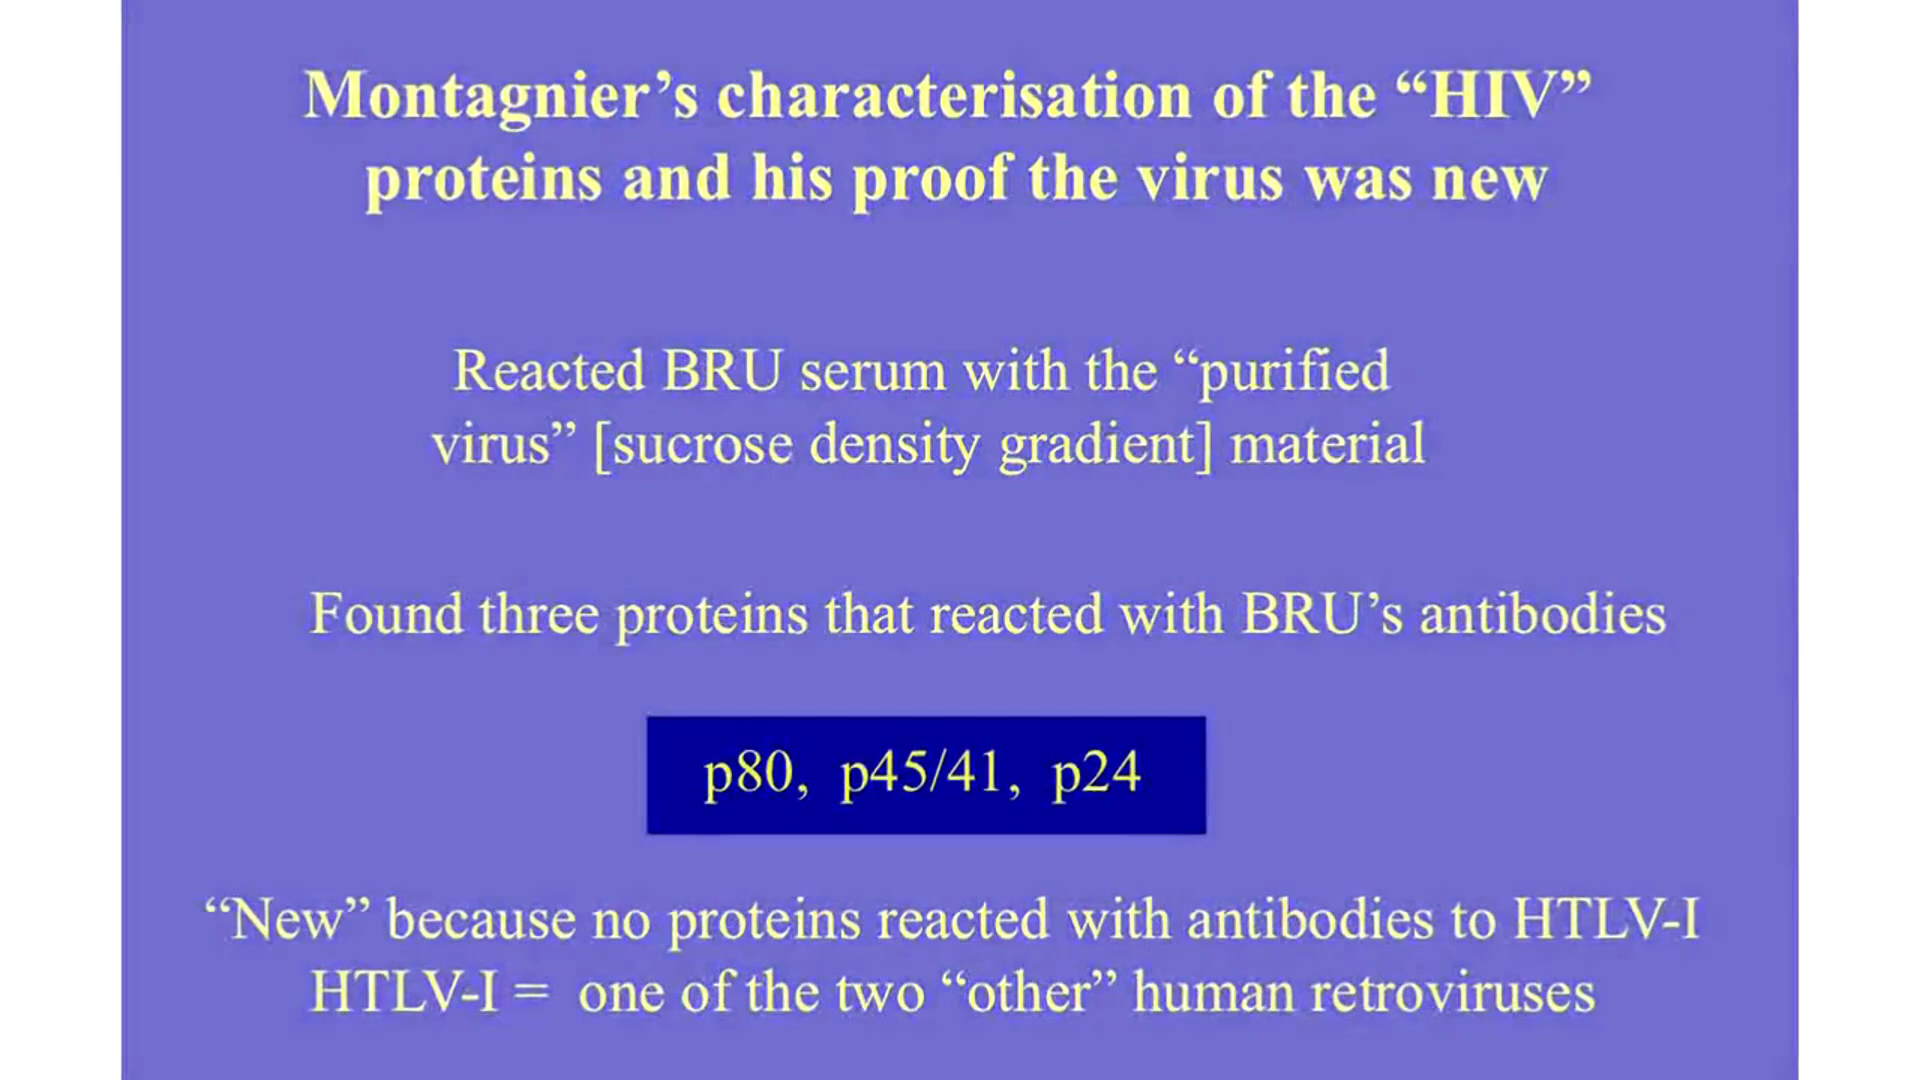 Montagnier’s characterisation of the “HIV”
proteins and his proof the virus was new
Reacted BRU serum with the “purified
virus” [sucrose density gradient] material
Found three proteins that reacted with BRU’s antibodies
p80, p45/41, p24
“New” because no proteins reacted with antibodies to HTLV-I
HTLV-I = one of the two “other” human retroviruses